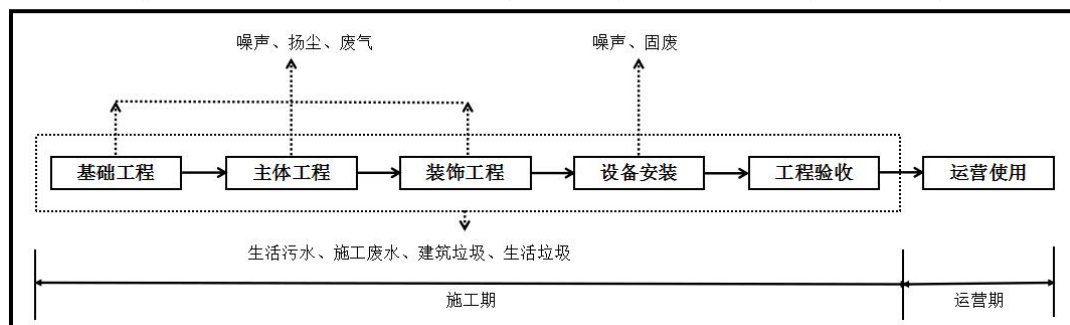 噪声、扬尘、废气
噪声、固废
基础工程
主体工程
装饰工程
设备安装
工程验收
运营使用
生活污水、施工废水、建筑垃圾、生活垃圾
施工期
运营期